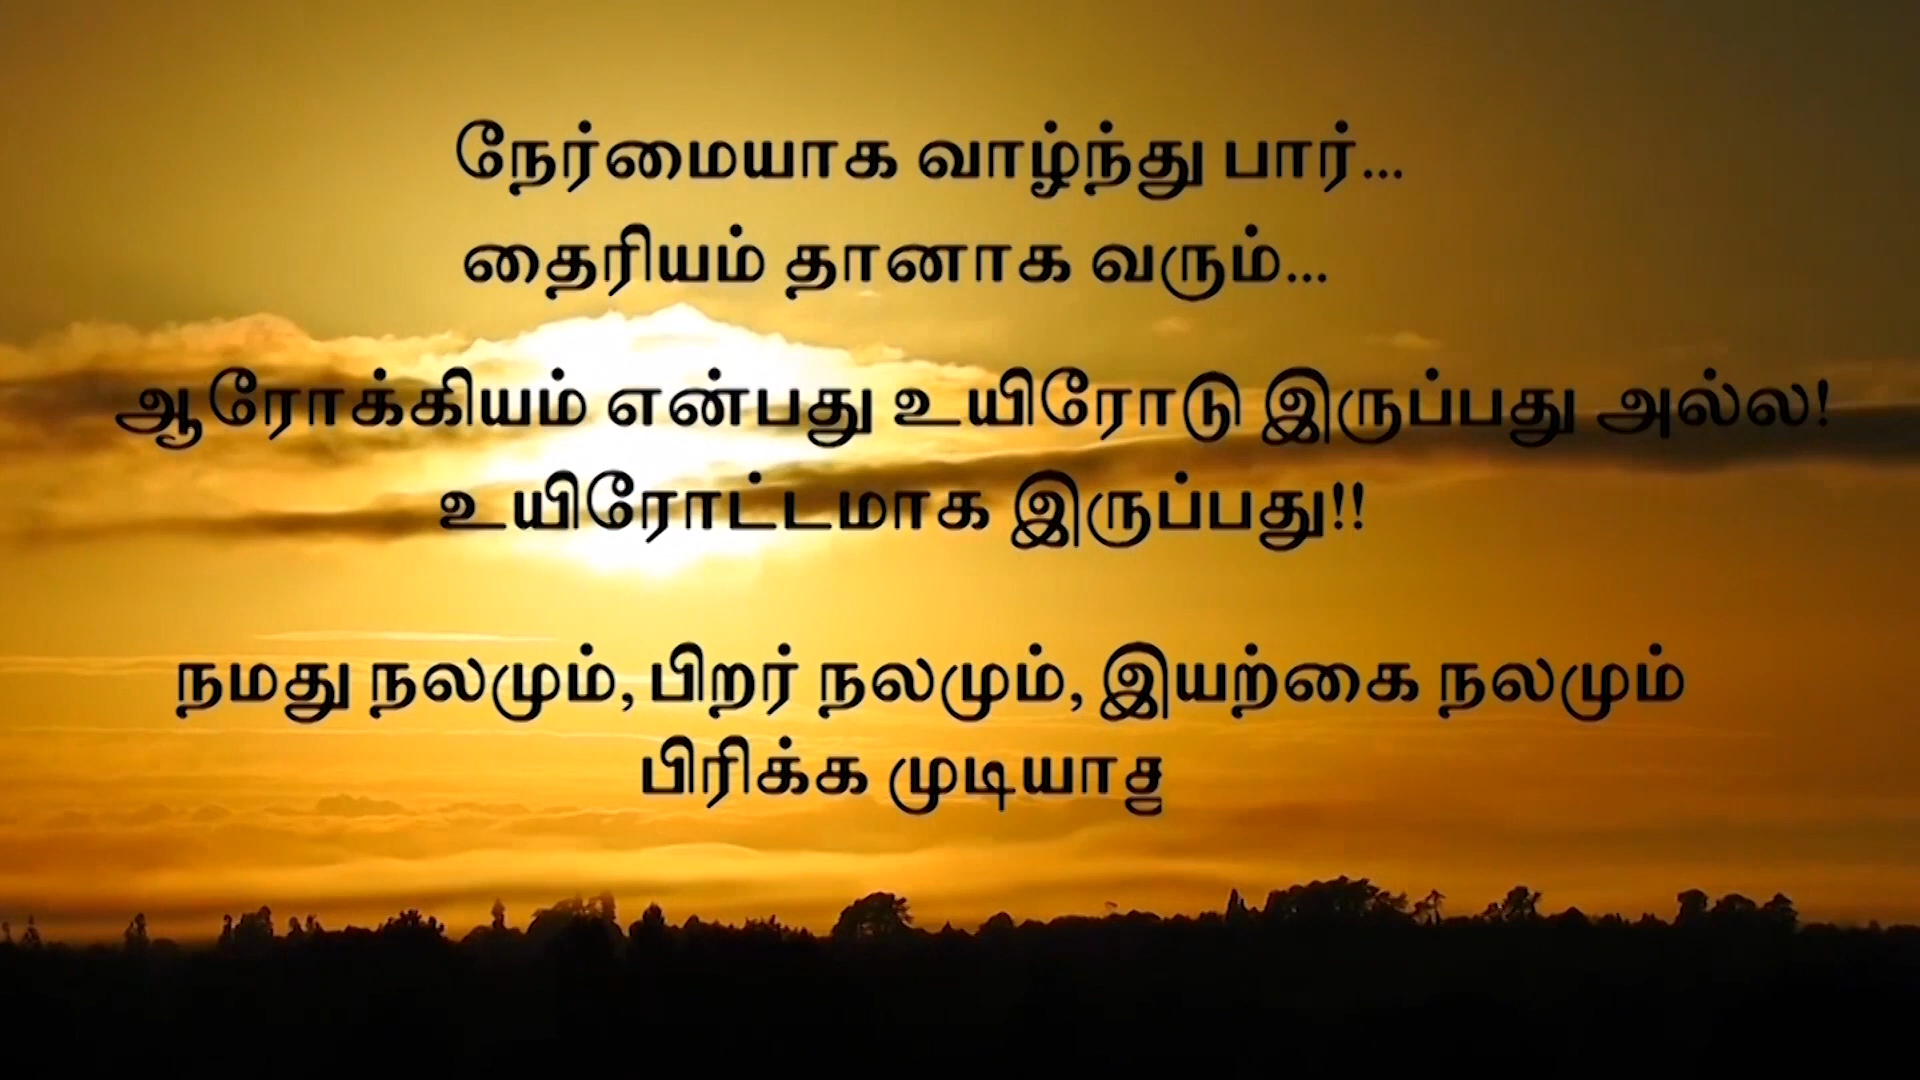 நேர்மையாக வாழ்ந்து பார்...
தைரியம் தானாக வரும்...
ஆரோக்கியம் என்பது உயிரோடு இருப்பது அல்ல!
உயிரோட்டமாக இருப்பது!!
நமது நலமும், பிறர் நலமும், இயற்கை நலமும்
பிரிக்க